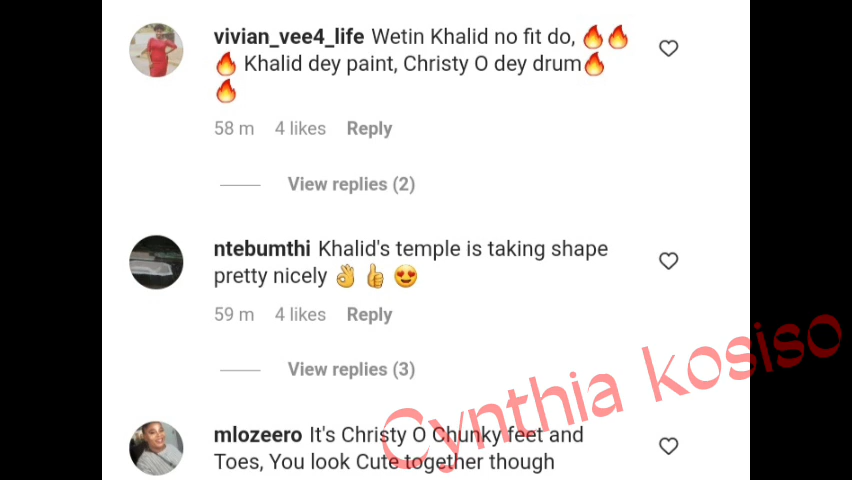 vivian_vee4_life Wetin Khalid no fit do, 🔥🔥
🔥 Khalid dey paint, Christy O dey drum🔥
🔥
58 m 4 likes Reply
View replies (2)
ntebumthi Khalid's temple is taking shape
pretty nicely 👌👍😍
59 m 4 likes Reply
View replies (3)
mlozeero It's Christy O Chunky feet and
Toes, You look Cute together though
Cynthia kosiso